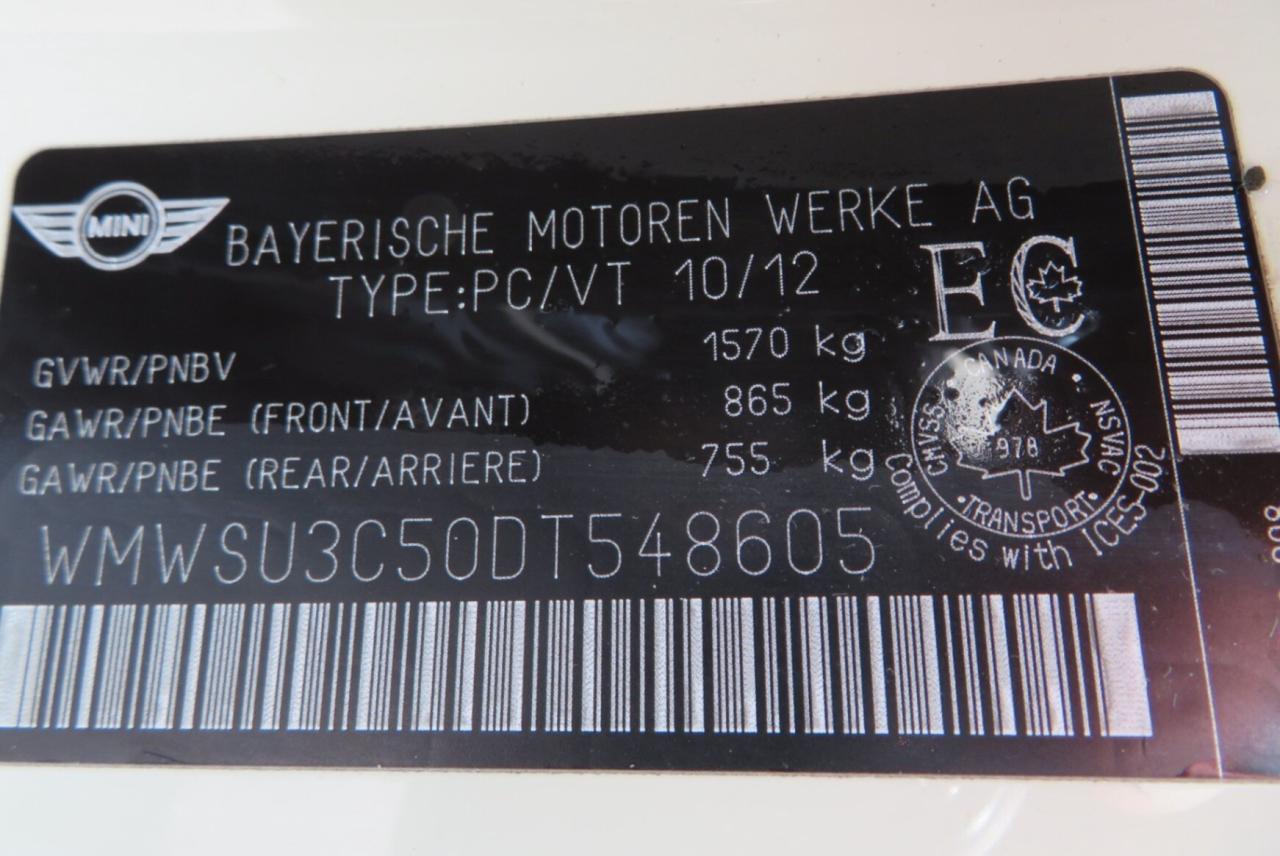 MINI
BAYERISCHE MOTOREN WERKE AG
TYPE:PC/VT 10/12
EC
GVWR/PNBV 1570 kg
GAWR/PNBE (FRONT/AVANT) 865 kg
GAWR/PNBE (REAR/ARRIERE) 755 kg
WMWSU3C50DT548605
CANADA
CMVSS
NSVAC
978
TRANSPORT
Complies with ICES-002